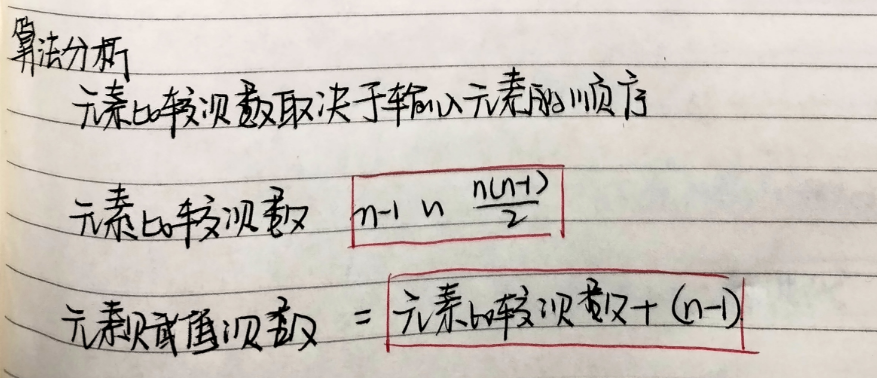 算法分析
元素比较次数取决于输入元素的顺序
元素比较次数 n-1 ~ n(n-1)/2
元素赋值次数 = 元素比较次数 + (n-1)